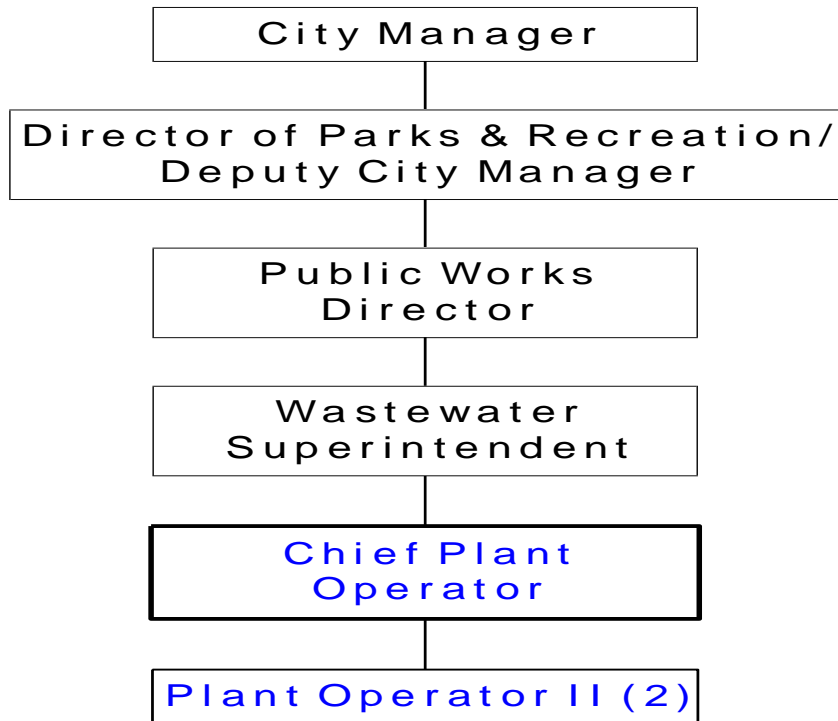 City Manager
Director of Parks & Recreation/
Deputy City Manager
Public Works
Director
Wastewater
Superintendent
Chief Plant
Operator
Plant Operator II (2)